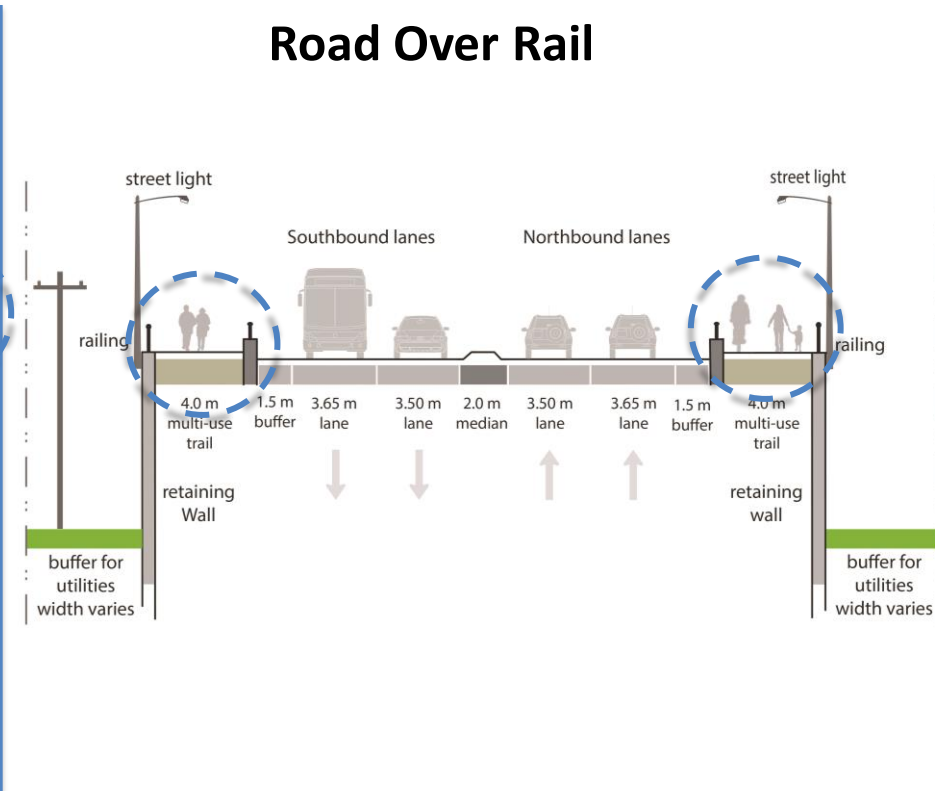 Road Over Rail
street light
street light
Southbound lanes
Northbound lanes
railing
railing
4.0 m
multi-use
trail
1.5 m
buffer
3.65 m
lane
3.50 m
lane
2.0 m
median
3.50 m
lane
3.65 m
lane
1.5 m
buffer
4.0 m
multi-use
trail
retaining
Wall
retaining
wall
buffer for
utilities
width varies
buffer for
utilities
width varies